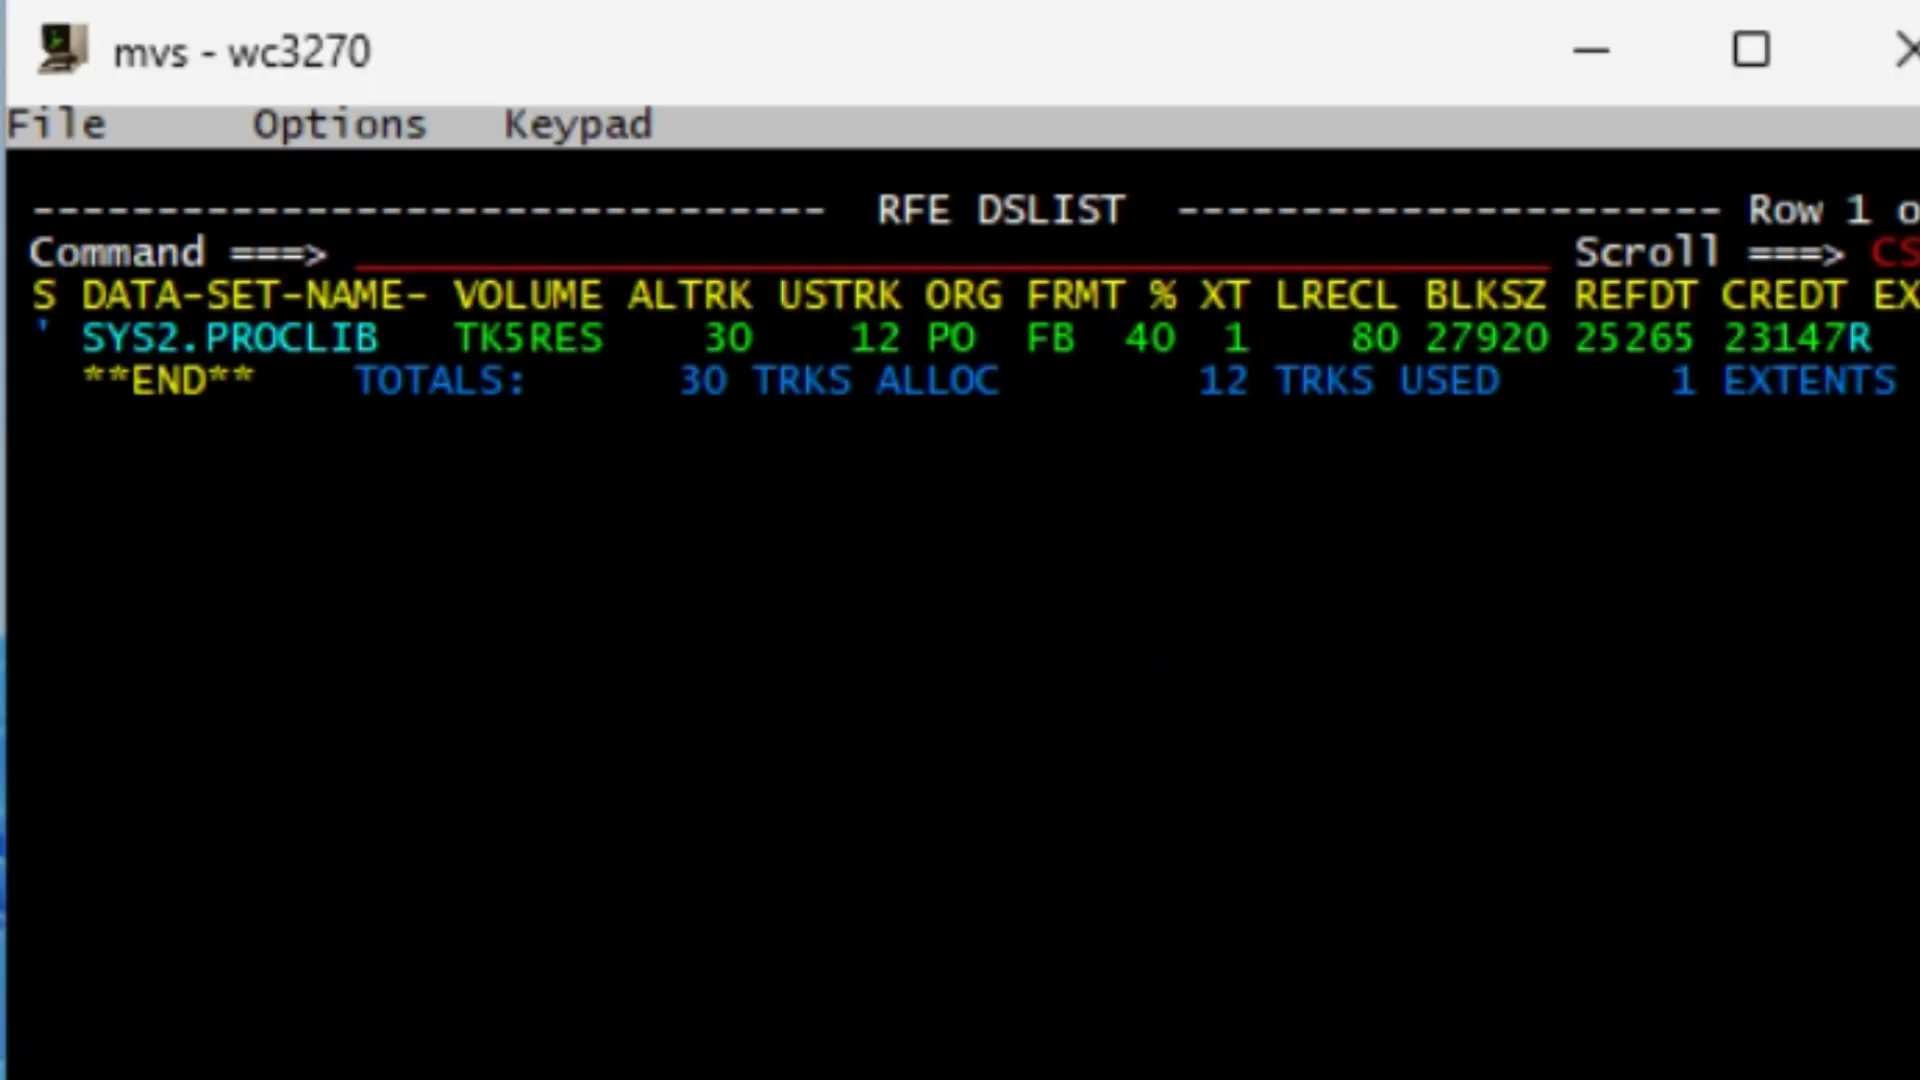 mvs - wc3270
File Options Keypad
-------------------------------- RFE DSLIST ---------------------- Row 1 o
Command ===> Scroll ===> CS
S DATA-SET-NAME- VOLUME ALTRK USTRK ORG FRMT % XT LRECL BLKSZ REFDT CREDT EX
' SYS2.PROCLIB TK5RES 30 12 PO FB 40 1 80 27920 25265 23147R
**END** TOTALS: 30 TRKS ALLOC 12 TRKS USED 1 EXTENTS